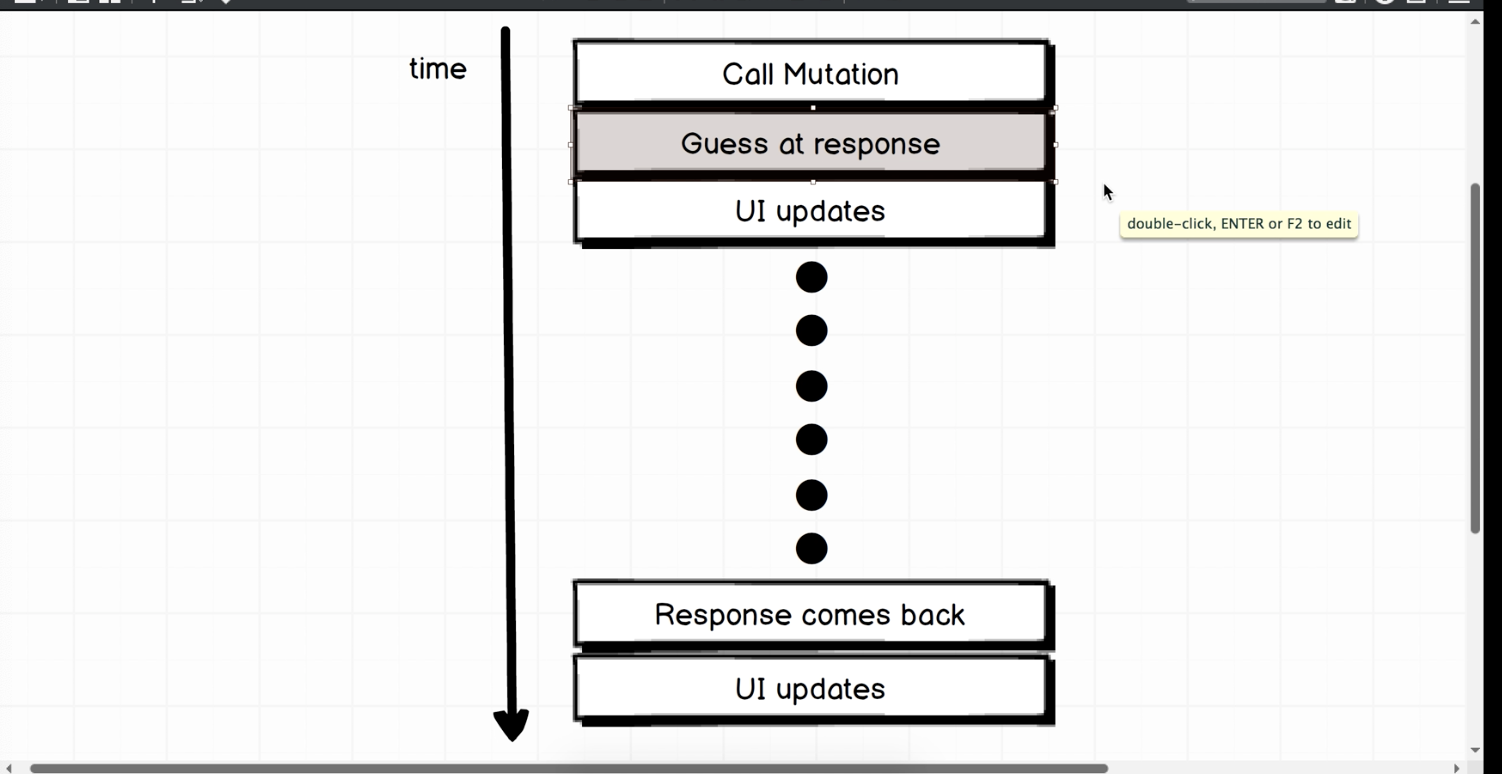 time
Call Mutation
Guess at response
UI updates
double-click, ENTER or F2 to edit
Response comes back
UI updates